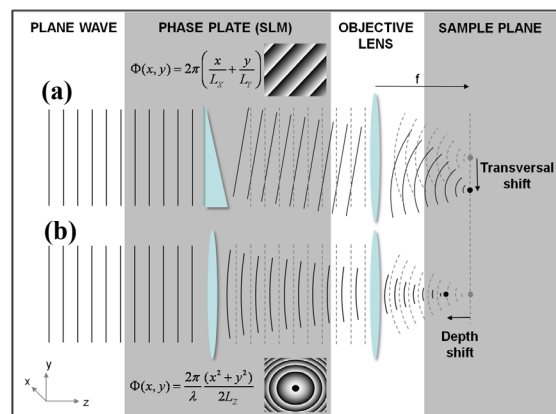 PLANE WAVE
PHASE PLATE (SLM)
OBJECTIVE LENS
SAMPLE PLANE
Φ(x, y) = 2π(x/L_X + y/L_Y)
f
(a)
Transversal shift
(b)
Depth shift
y
x
z
Φ(x, y) = 2π/λ (x² + y²)/2L_Z